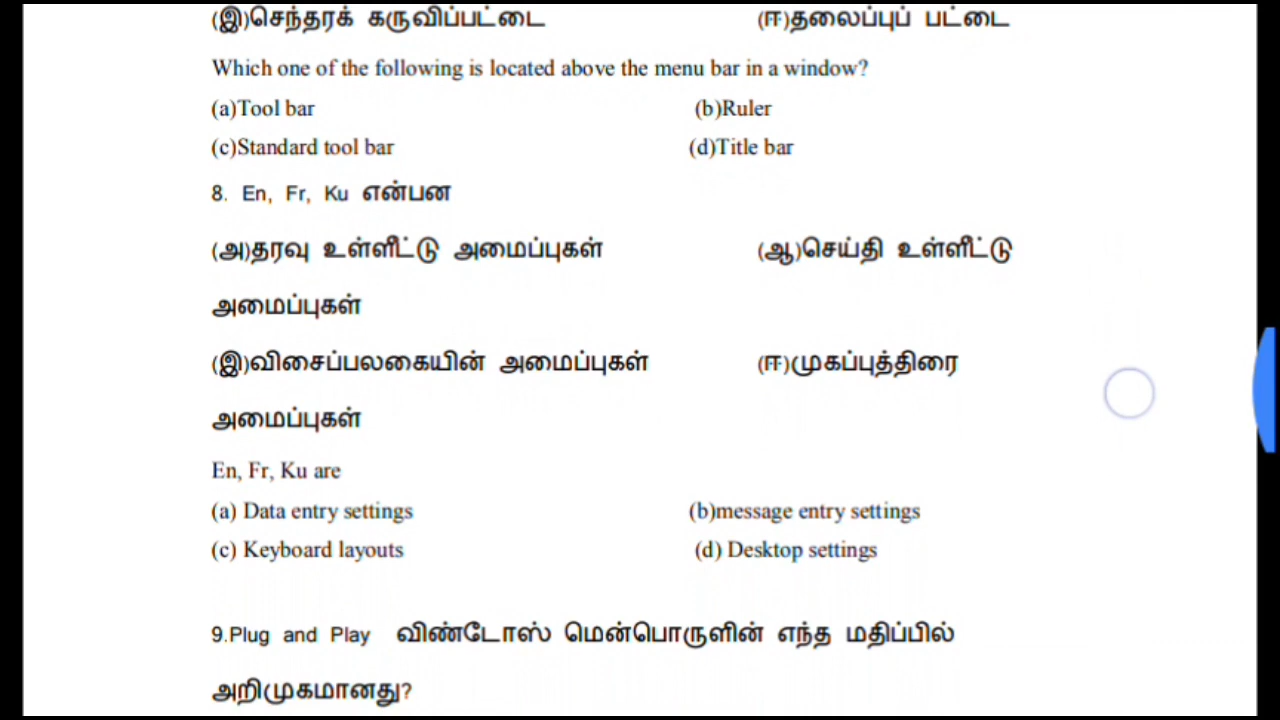 (இ)செந்தரக் கருவிப்பட்டை (ஈ)தலைப்புப் பட்டை
Which one of the following is located above the menu bar in a window?
(a)Tool bar (b)Ruler
(c)Standard tool bar (d)Title bar
8. En, Fr, Ku என்பன
(அ)தரவு உள்ளீட்டு அமைப்புகள் (ஆ)செய்தி உள்ளீட்டு
அமைப்புகள்
(இ)விசைப்பலகையின் அமைப்புகள் (ஈ)முகப்புத்திரை
அமைப்புகள்
En, Fr, Ku are
(a) Data entry settings (b)message entry settings
(c) Keyboard layouts (d) Desktop settings
9.Plug and Play விண்டோஸ் மென்பொருளின் எந்த மதிப்பில்
அறிமுகமானது?